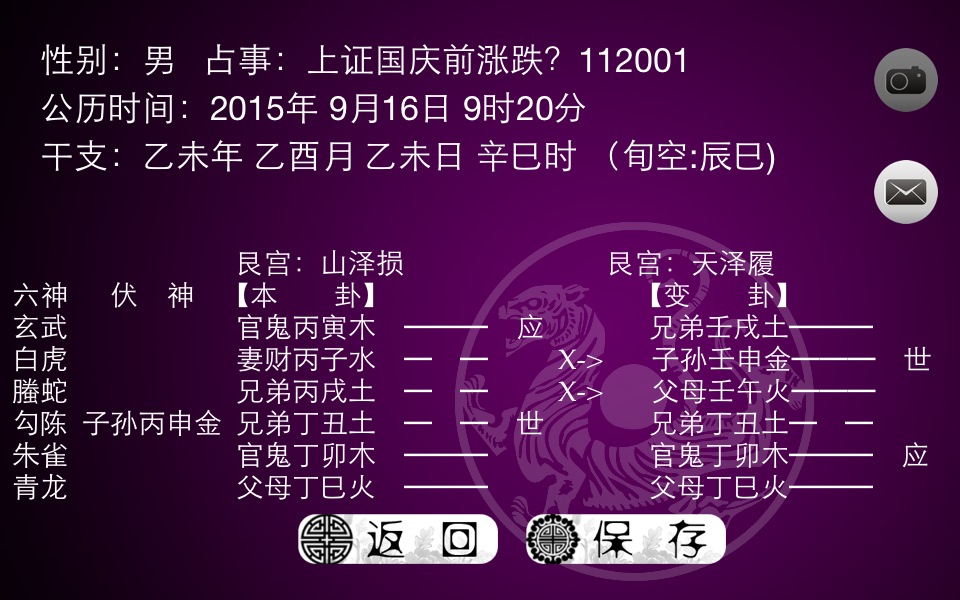 性别：男 占事：上证国庆前涨跌？112001
公历时间：2015年 9月16日 9时20分
干支：乙未年 乙酉月 乙未日 辛巳时 （旬空:辰巳)
艮宫：山泽损 艮宫：天泽履
六神 伏 神 【本 卦】 【变 卦】
玄武 官鬼丙寅木 应 兄弟壬戌土
白虎 妻财丙子水 X-> 子孙壬申金 世
螣蛇 兄弟丙戌土 X-> 父母壬午火
勾陈 子孙丙申金 兄弟丁丑土 世 兄弟丁丑土
朱雀 官鬼丁卯木 官鬼丁卯木 应
青龙 父母丁巳火 父母丁巳火
返 回 保 存